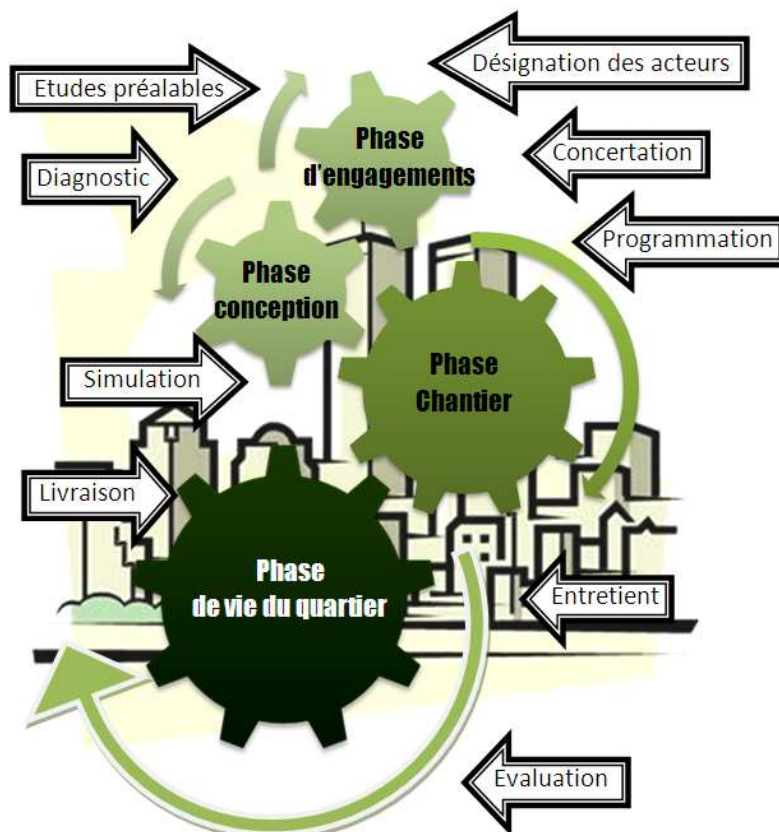 Désignation des acteurs
Etudes préalables
Phase
d'engagements
Concertation
Diagnostic
Programmation
Phase
conception
Simulation
Phase
Chantier
Livraison
Phase
de vie du quartier
Entretient
Evaluation